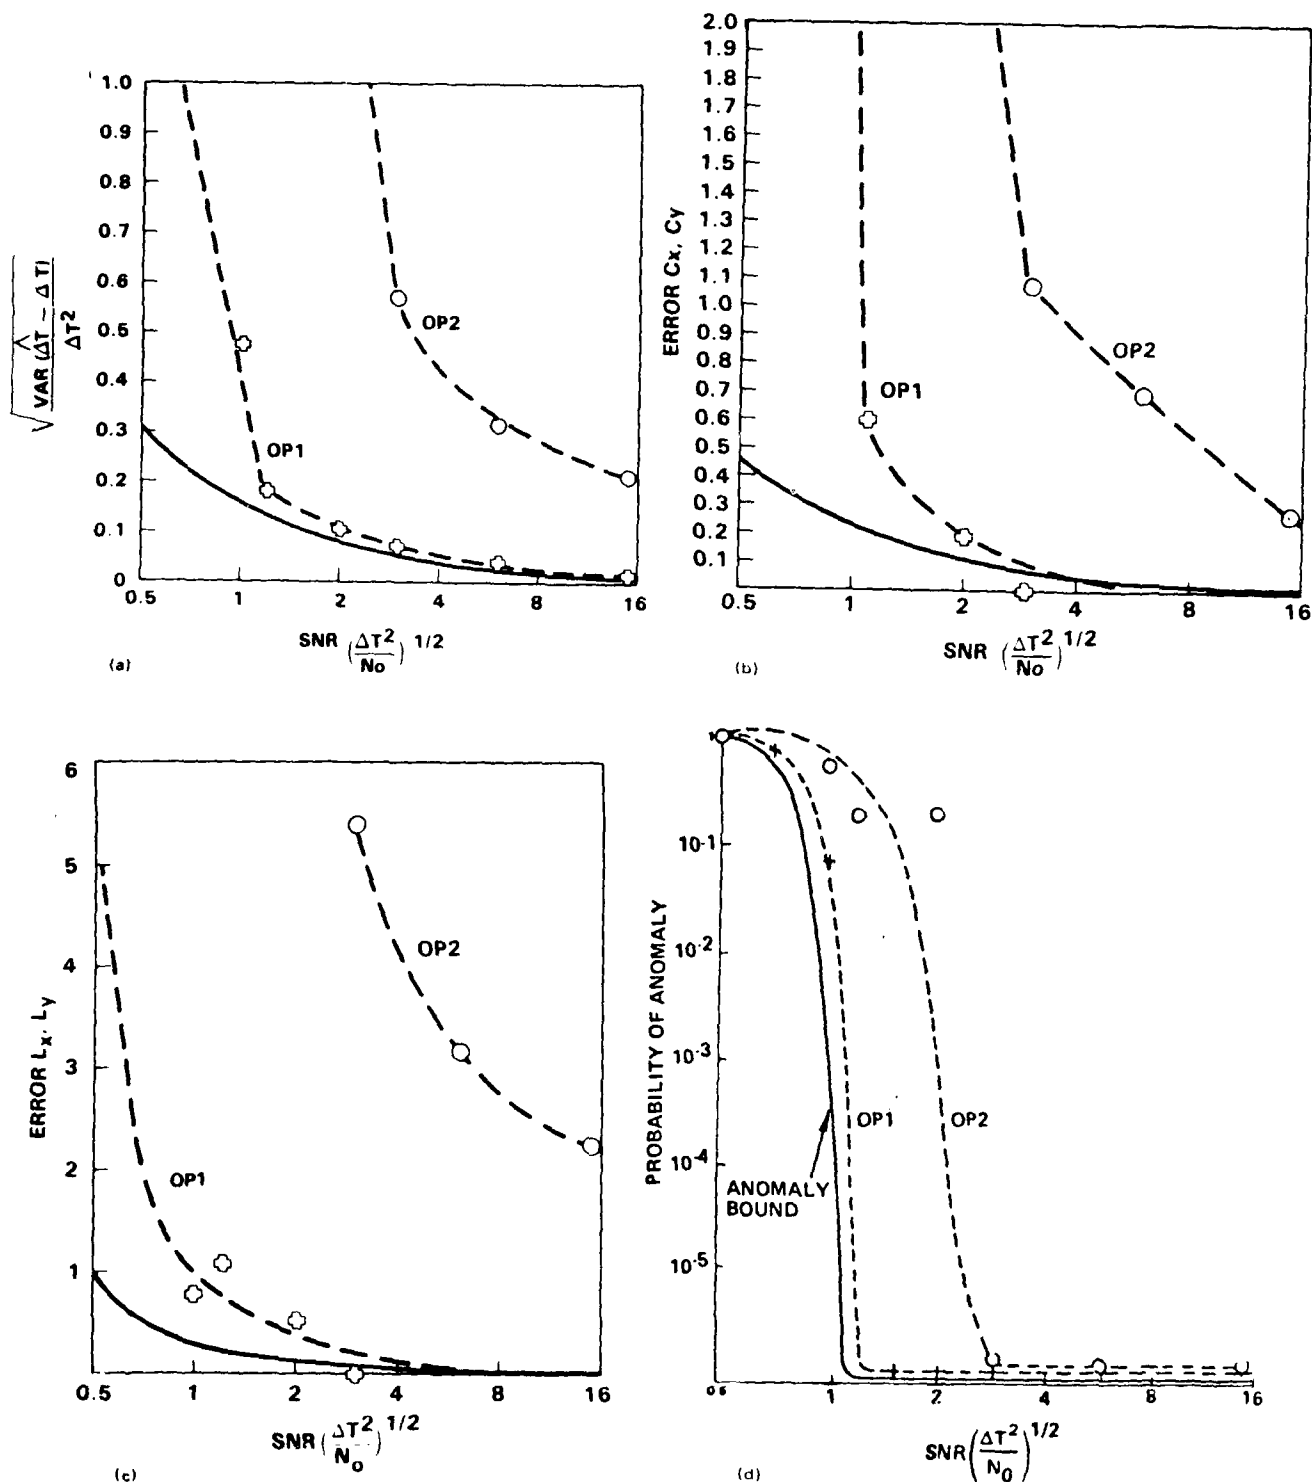 1.0
0.9
0.8
0.7
0.6
0.5
0.4
0.3
0.2
0.1
0
√ VAR (ΔT̂ – ΔT)
ΔT²
OP2
OP1
0.5 1 2 4 8 16
SNR (ΔT²/No) 1/2
(a)
2.0
1.9
1.8
1.7
1.6
1.5
1.4
1.3
1.2
1.1
1.0
0.9
0.8
0.7
0.6
0.5
0.4
0.3
0.2
0.1
ERROR Cx, Cy
OP2
OP1
0.5 1 2 4 8 16
SNR (ΔT²/No) 1/2
(b)
6
5
4
3
2
1
ERROR Lx, Ly
OP2
OP1
0.5 1 2 4 8 16
SNR (ΔT²/No) 1/2
(c)
1
10-1
10-2
10-3
10-4
10-5
PROBABILITY OF ANOMALY
OP1 OP2
ANOMALY
BOUND
1 2 4 8 16
SNR (ΔT²/N0) 1/2
(d)